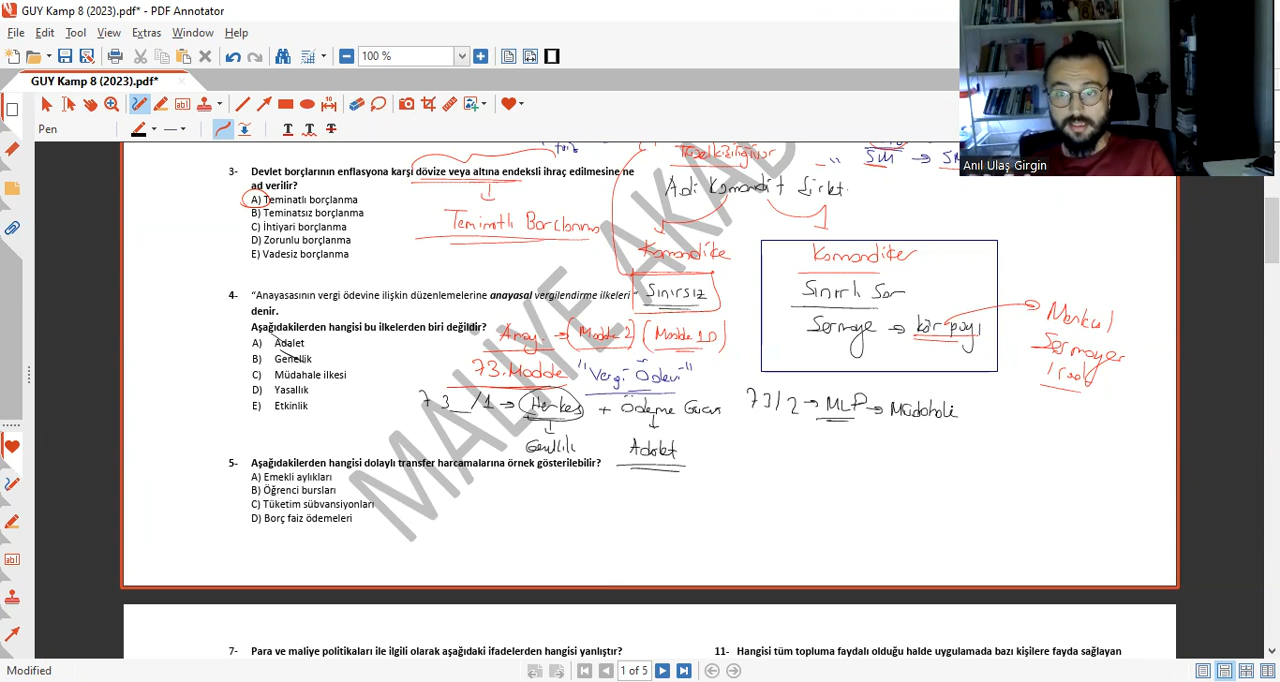 GUY Kamp 8 (2023).pdf* - PDF Annotator
File Edit Tool View Extras Window Help
100 %
GUY Kamp 8 (2023).pdf*
Pen
Anıl Ulaş Girgin
3- Devlet borçlarının enflasyona karşı dövize veya altına endeksli ihraç edilmesine ne
ad verilir?
A) Teminatlı borçlanma
B) Teminatsız borçlanma
C) İhtiyari borçlanma
D) Zorunlu borçlanma
E) Vadesiz borçlanma
Teminatlı Borçlanma
Adi Komandit Şirket.
Komandite
Sınırsız
Komanditer
Sınırlı Sor
Sermaye → kar payı
Menkul
Sermaye
İrad
4- "Anayasasının vergi ödevine ilişkin düzenlemelerine anayasal vergilendirme ilkeleri"
denir.
Aşağıdakilerden hangisi bu ilkelerden biri değildir?
A) Adalet
B) Genellik
C) Müdahale ilkesi
D) Yasallık
E) Etkinlik
Anay. → (Madde 2) (Madde 10)
73. Madde "Vergi Ödevi"
73/1 → Herkes + Ödeme Gücü
Genellik Adalet
73/2 → MLP → Müdahale
5- Aşağıdakilerden hangisi dolaylı transfer harcamalarına örnek gösterilebilir?
A) Emekli aylıkları
B) Öğrenci bursları
C) Tüketim sübvansiyonları
D) Borç faiz ödemeleri
MALİYE AKA
7- Para ve maliye politikaları ile ilgili olarak aşağıdaki ifadelerden hangisi yanlıştır?
11- Hangisi tüm topluma faydalı olduğu halde uygulamada bazı kişilere fayda sağlayan
Modified
1 of 5